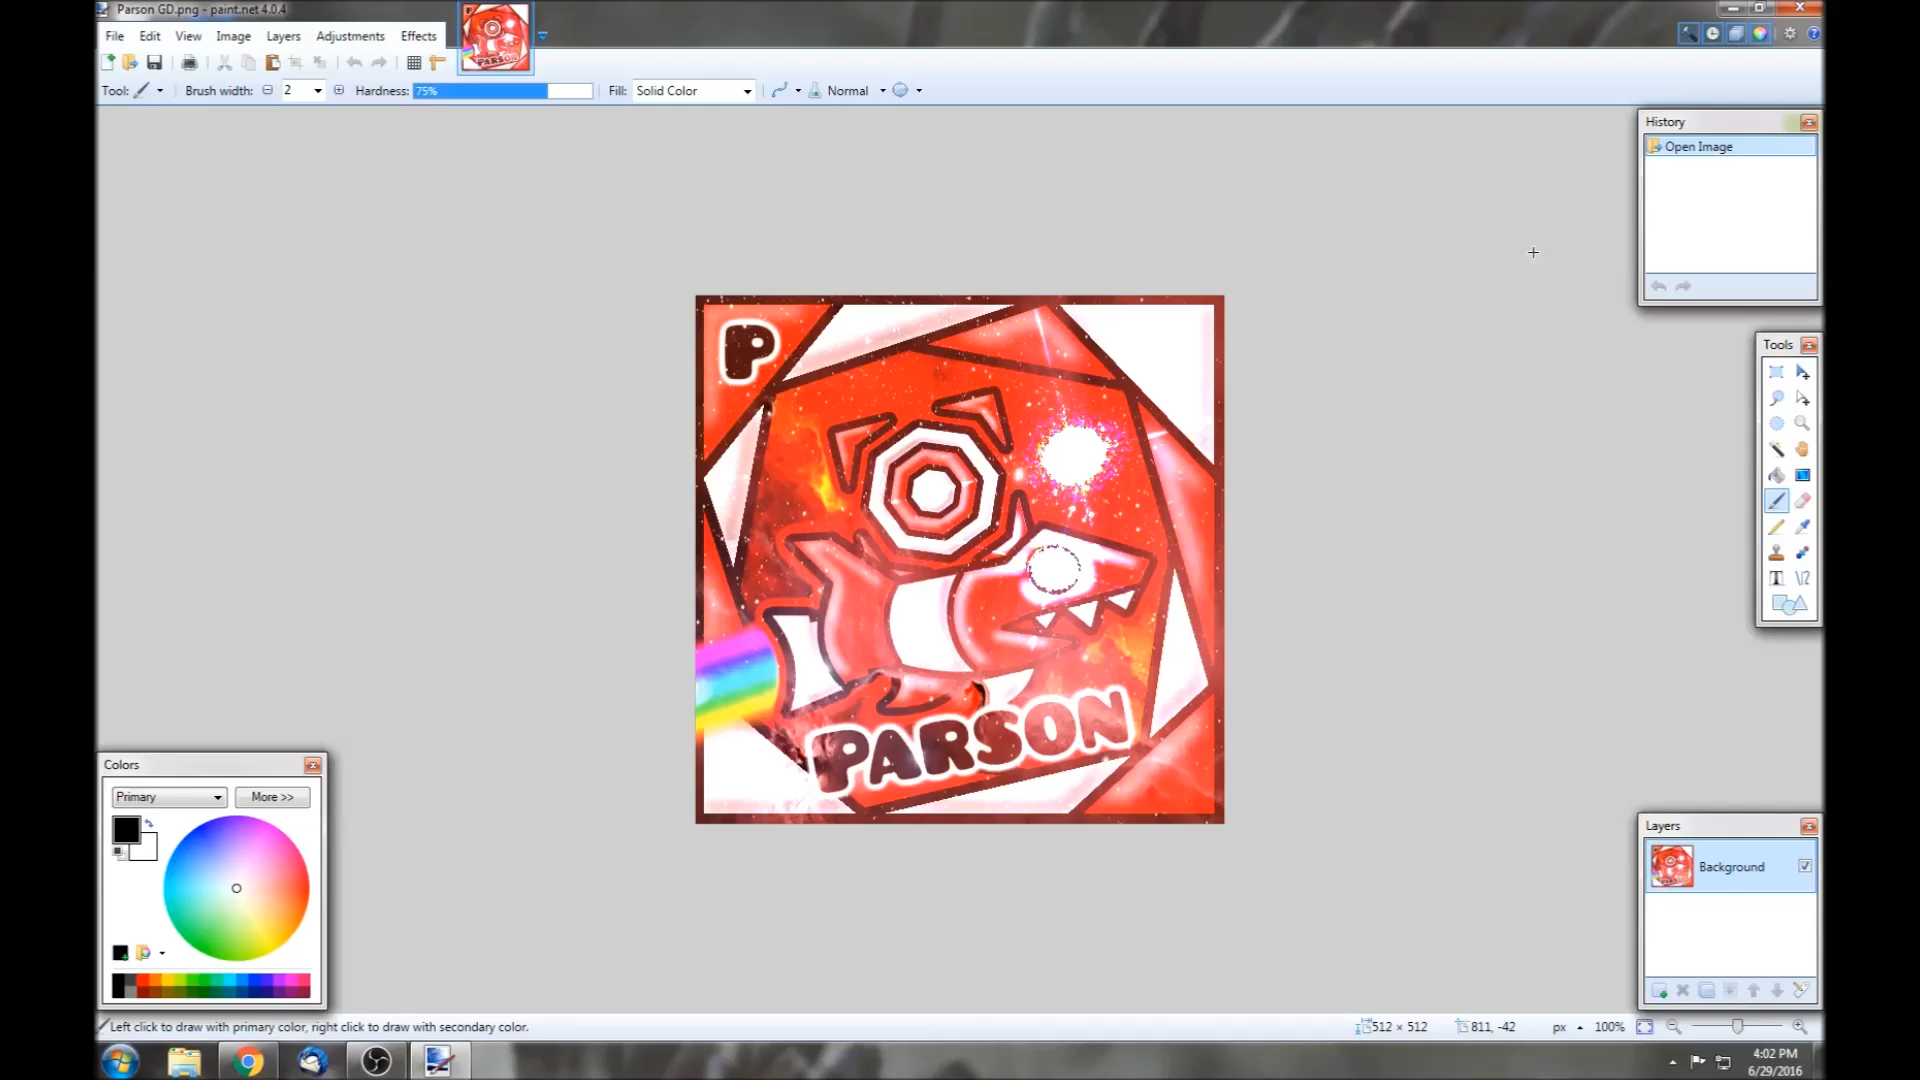 Parson GD.png - paint.net 4.0.4
File Edit View Image Layers Adjustments Effects
Tool: Brush width: 2 Hardness: 75% Fill: Solid Color Normal
History
Open Image
Tools
P
PARSON
Colors
Primary More >>
Layers
Background
Left click to draw with primary color, right click to draw with secondary color. 512 × 512 811, -42 px 100%
4:02 PM
6/29/2016